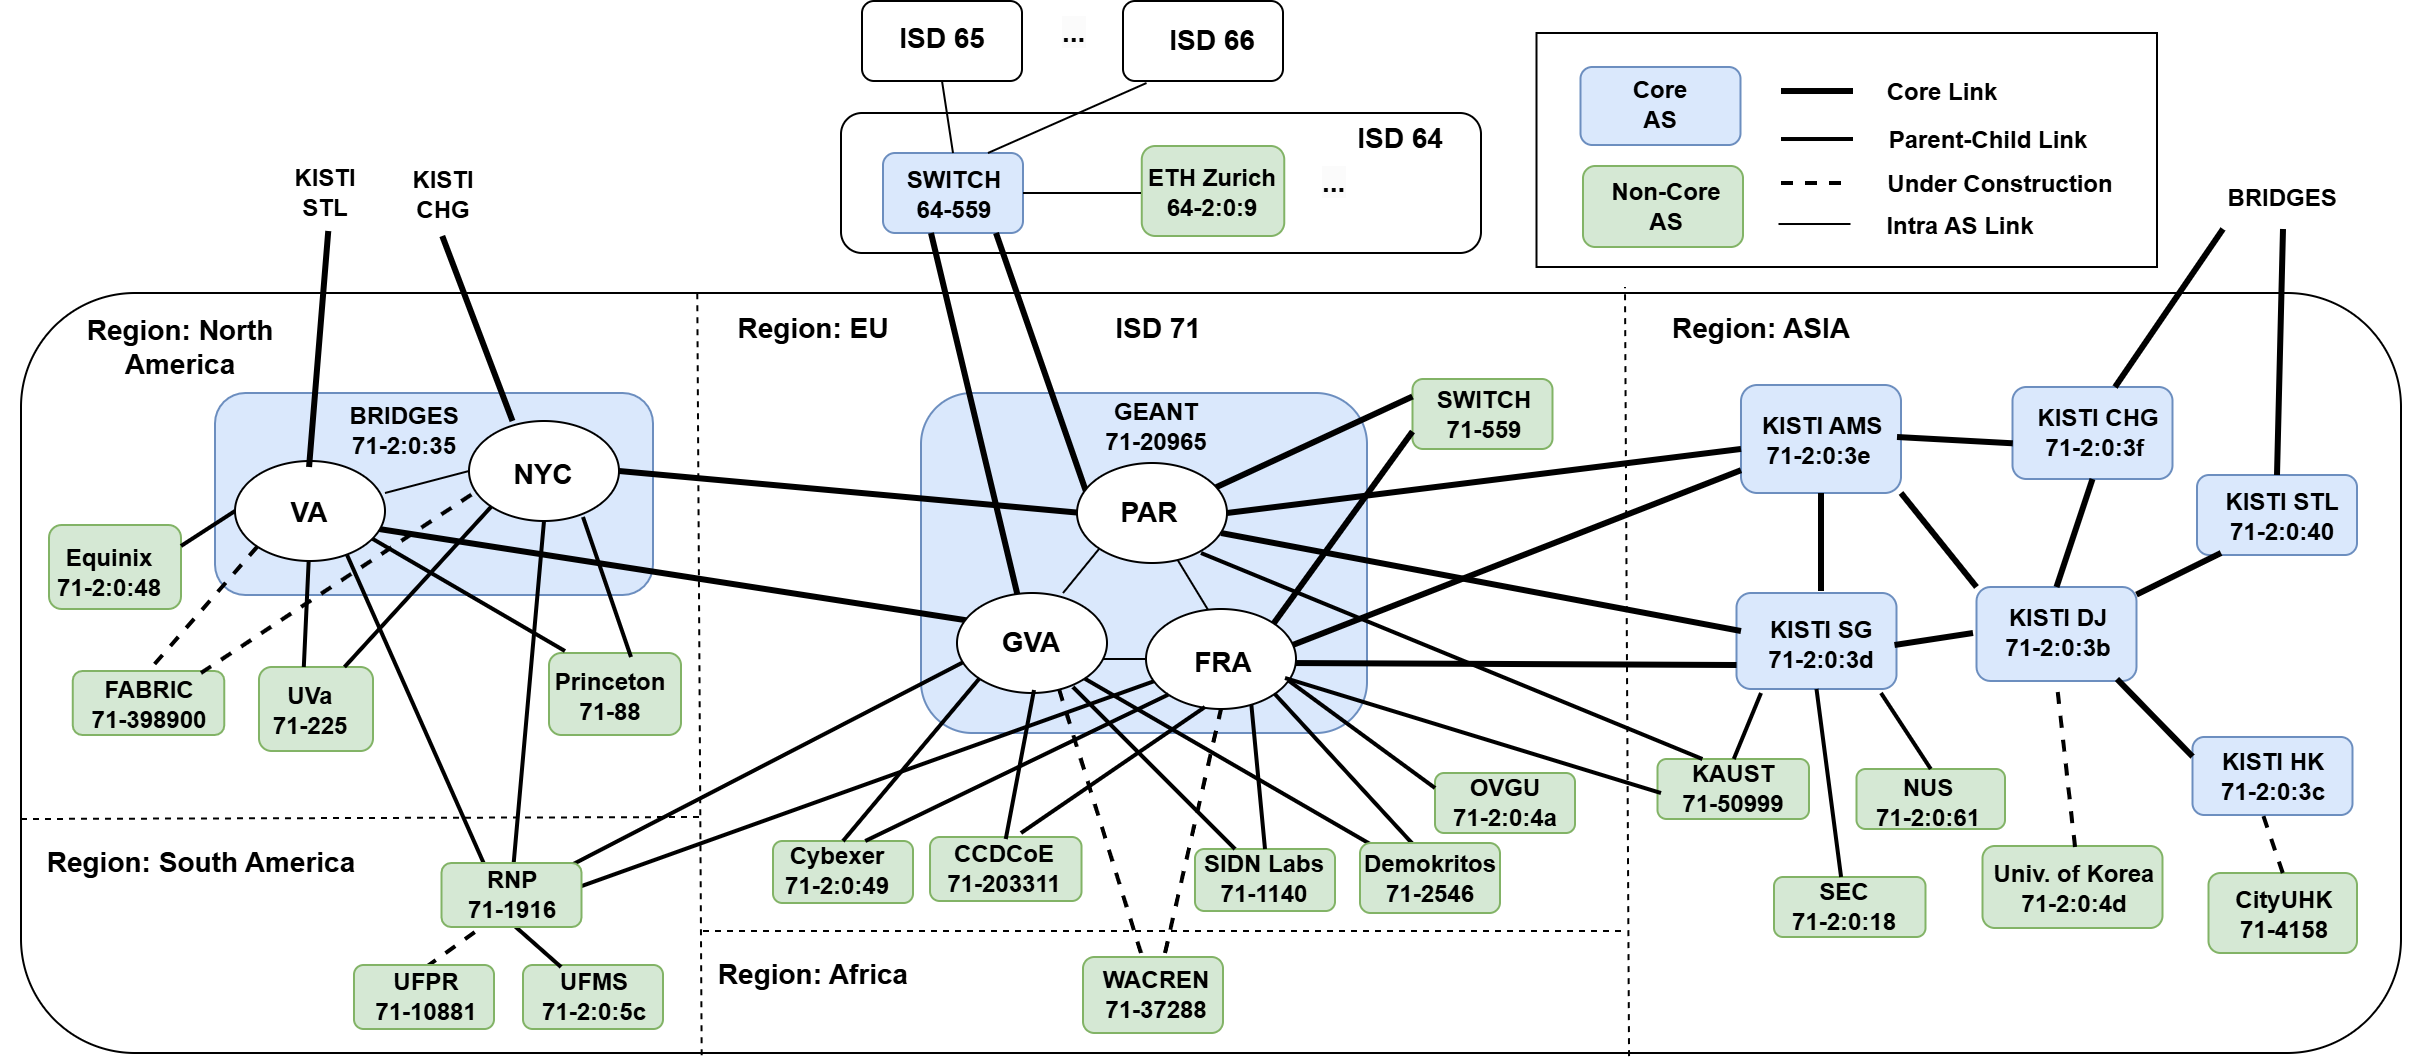 ISD 65
...
ISD 66
ISD 64
SWITCH
64-559
ETH Zurich
64-2:0:9
...
Core
AS
Core Link
Parent-Child Link
Non-Core
AS
Under Construction
Intra AS Link
KISTI
STL
KISTI
CHG
BRIDGES
Region: North
America
Region: EU
ISD 71
Region: ASIA
BRIDGES
71-2:0:35
VA
NYC
Equinix
71-2:0:48
FABRIC
71-398900
UVa
71-225
Princeton
71-88
GEANT
71-20965
PAR
GVA
FRA
SWITCH
71-559
KISTI AMS
71-2:0:3e
KISTI CHG
71-2:0:3f
KISTI STL
71-2:0:40
KISTI SG
71-2:0:3d
KISTI DJ
71-2:0:3b
KISTI HK
71-2:0:3c
OVGU
71-2:0:4a
KAUST
71-50999
NUS
71-2:0:61
SEC
71-2:0:18
Univ. of Korea
71-2:0:4d
CityUHK
71-4158
Region: South America
RNP
71-1916
UFPR
71-10881
UFMS
71-2:0:5c
Cybexer
71-2:0:49
CCDCoE
71-203311
SIDN Labs
71-1140
Demokritos
71-2546
Region: Africa
WACREN
71-37288